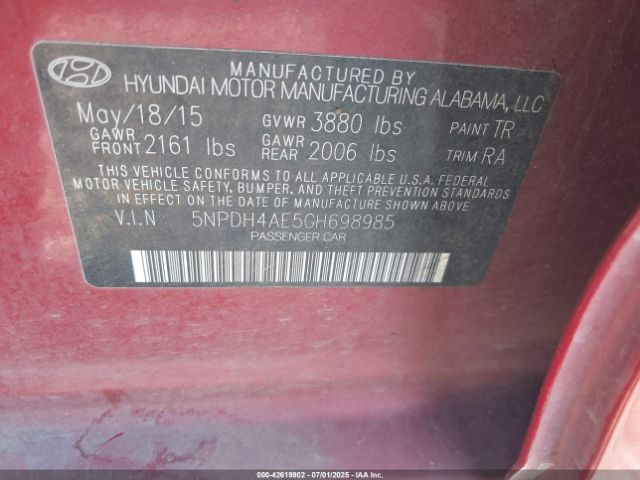 MANUFACTURED BY
HYUNDAI MOTOR MANUFACTURING ALABAMA, LLC
May/18/15 GVWR 3880 lbs PAINT TR
GAWR FRONT 2161 lbs GAWR REAR 2006 lbs TRIM RA
THIS VEHICLE CONFORMS TO ALL APPLICABLE U.S.A. FEDERAL
MOTOR VEHICLE SAFETY, BUMPER, AND THEFT PREVENTION STANDARDS
IN EFFECT ON THE DATE OF MANUFACTURE SHOWN ABOVE
V.I.N 5NPDH4AE5GH698985
PASSENGER CAR
000-42619902 - 07/01/2025 - IAAI.com